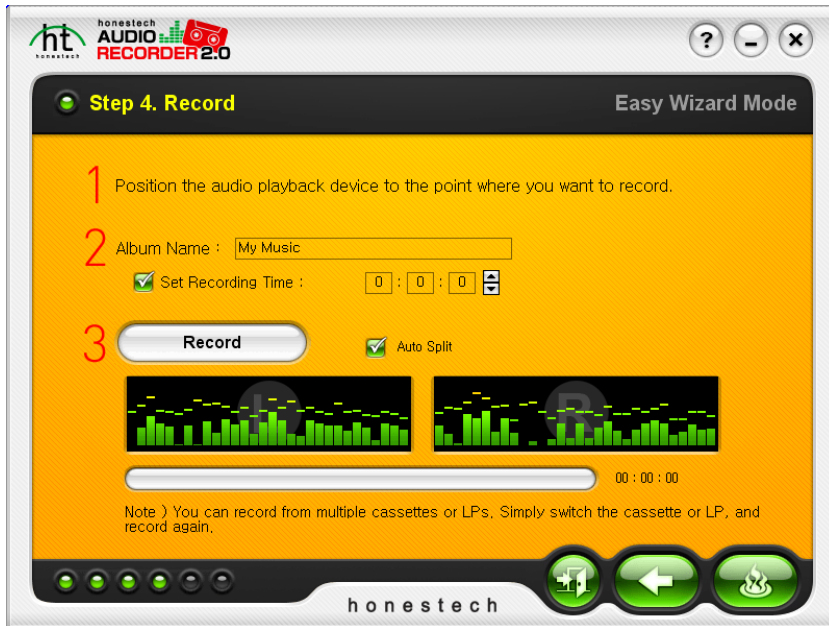 honestech
AUDIO
RECORDER 2.0
ht
honestech
?
Step 4. Record
Easy Wizard Mode
1 Position the audio playback device to the point where you want to record.
2 Album Name : My Music
Set Recording Time : 0 : 0 : 0
3 Record Auto Split
L R
00 : 00 : 00
Note ) You can record from multiple cassettes or LPs, Simply switch the cassette or LP, and
record again,
honestech